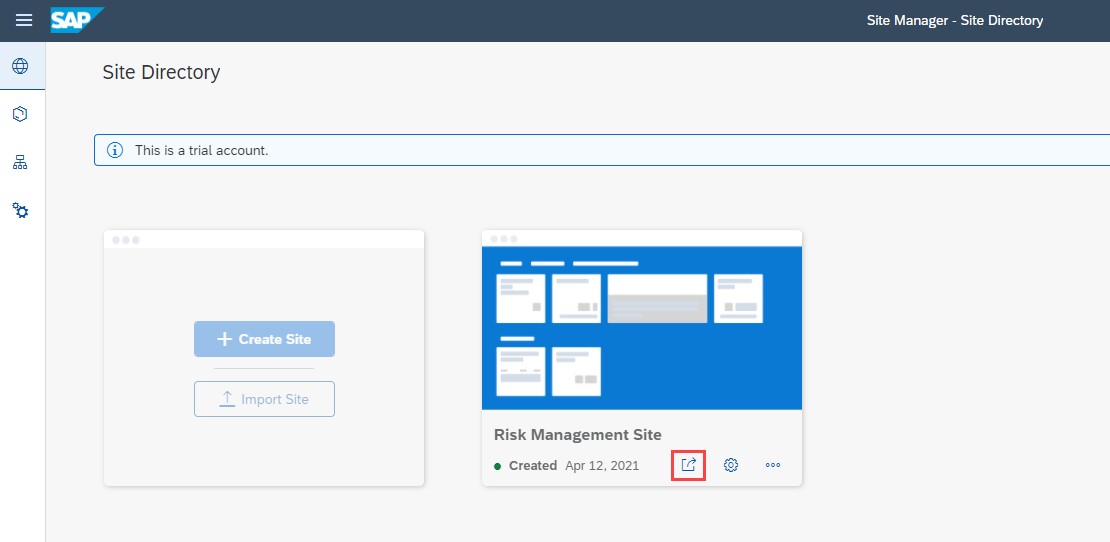 SAP
Site Manager - Site Directory
Site Directory
This is a trial account.
Create Site
Import Site
Risk Management Site
Created Apr 12, 2021